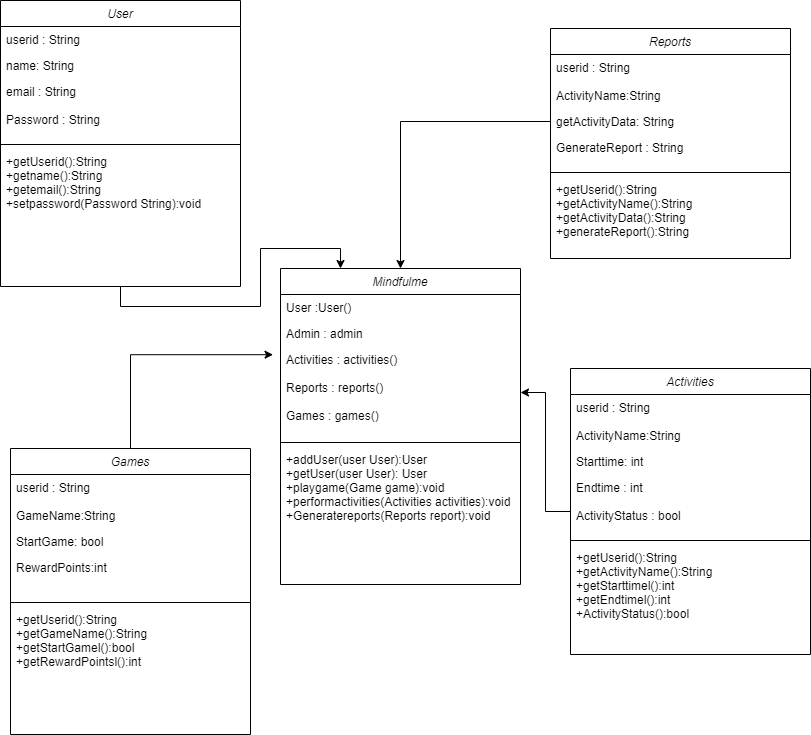 User
userid : String
name: String
email : String
Password : String
+getUserid():String
+getname():String
+getemail():String
+setpassword(Password String):void
Reports
userid : String
ActivityName:String
getActivityData: String
GenerateReport : String
+getUserid():String
+getActivityName():String
+getActivityData():String
+generateReport():String
Mindfulme
User :User()
Admin : admin
Activities : activities()
Reports : reports()
Games : games()
+addUser(user User):User
+getUser(user User): User
+playgame(Game game):void
+performactivities(Activities activities):void
+Generatereports(Reports report):void
Activities
userid : String
ActivityName:String
Starttime: int
Endtime : int
ActivityStatus : bool
+getUserid():String
+getActivityName():String
+getStarttimeI():int
+getEndtimeI():int
+ActivityStatus():bool
Games
userid : String
GameName:String
StartGame: bool
RewardPoints:int
+getUserid():String
+getGameName():String
+getStartGameI():bool
+getRewardPointsI():int